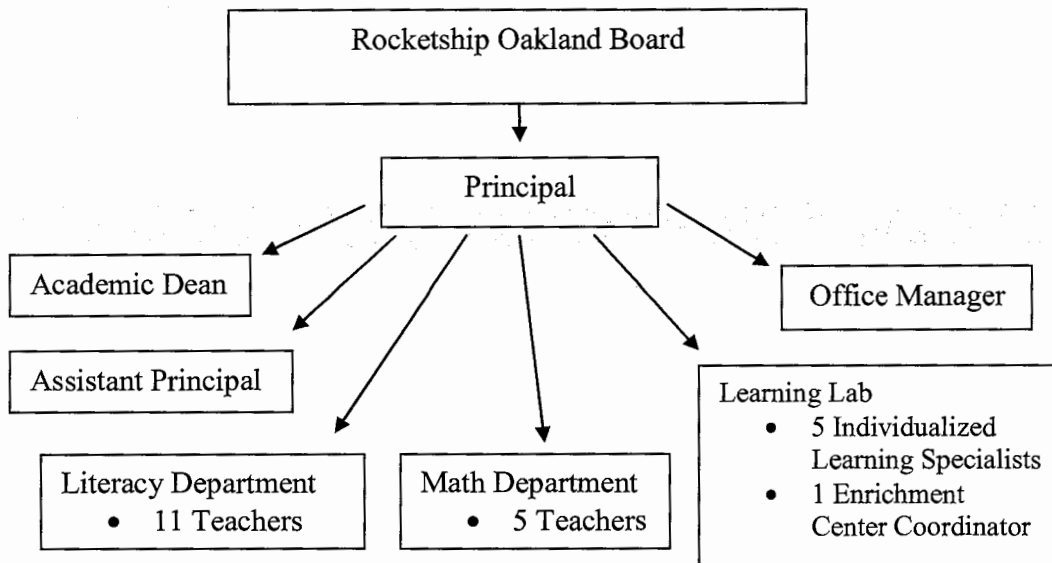 Rocketship Oakland Board
Principal
Academic Dean
Office Manager
Assistant Principal
Learning Lab
• 5 Individualized
Learning Specialists
• 1 Enrichment
Center Coordinator
Literacy Department
• 11 Teachers
Math Department
• 5 Teachers